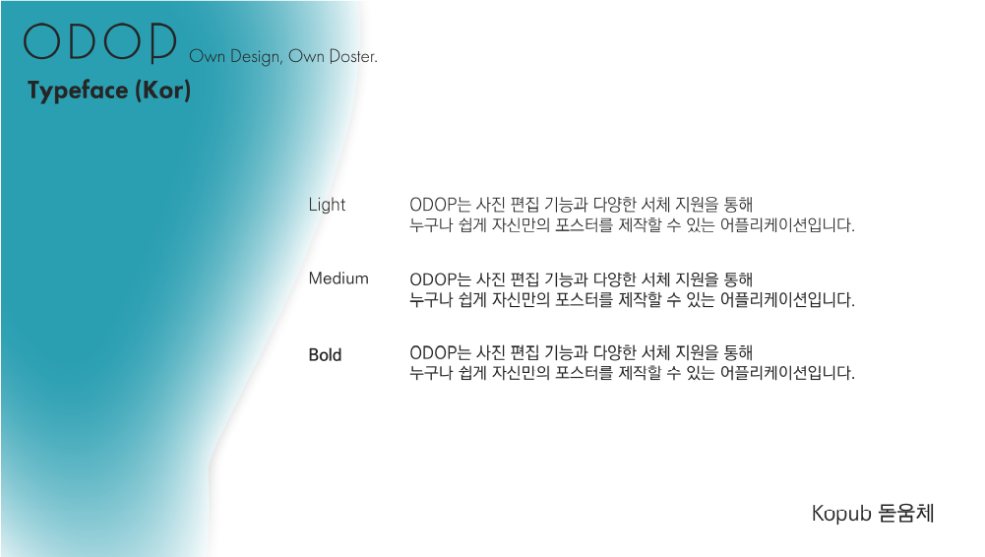 ODOP Own Design, Own Poster.
Typeface (Kor)
Light
ODOP는 사진 편집 기능과 다양한 서체 지원을 통해
누구나 쉽게 자신만의 포스터를 제작할 수 있는 어플리케이션입니다.
Medium
ODOP는 사진 편집 기능과 다양한 서체 지원을 통해
누구나 쉽게 자신만의 포스터를 제작할 수 있는 어플리케이션입니다.
Bold
ODOP는 사진 편집 기능과 다양한 서체 지원을 통해
누구나 쉽게 자신민의 포스터를 제작할 수 있는 어플리케이션입니다.
Kopub 돋움체